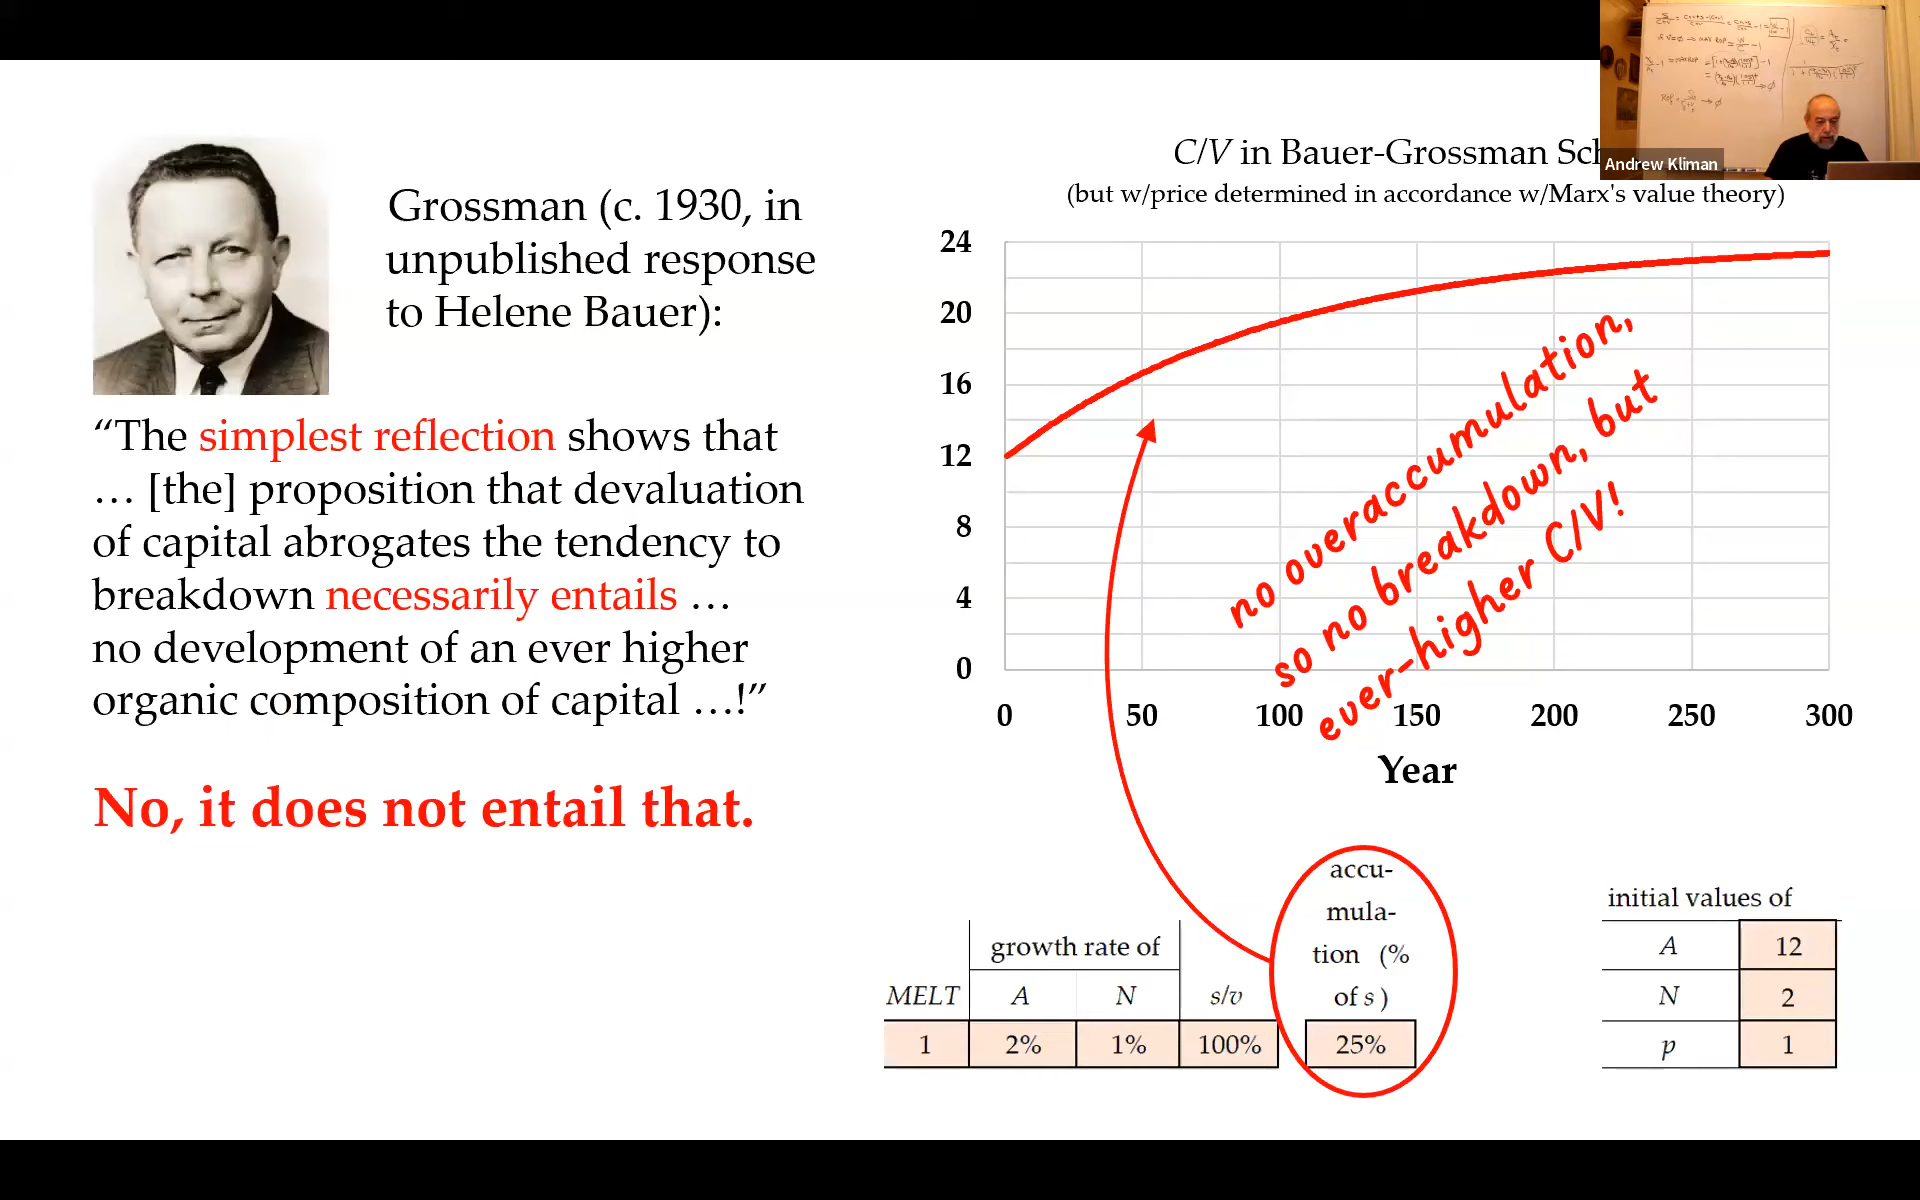 Grossman (c. 1930, in
unpublished response
to Helene Bauer):
“The simplest reflection shows that
… [the] proposition that devaluation
of capital abrogates the tendency to
breakdown necessarily entails …
no development of an ever higher
organic composition of capital …!”
No, it does not entail that.
C/V in Bauer-Grossman Sch
(but w/price determined in accordance w/Marx's value theory)
24
20
16
12
8
4
0
0 50 100 150 200 250 300
Year
no overaccumulation,
so no breakdown, but
ever-higher C/V!
accu-
mula-
tion (%
of s)
25%
growth rate of
MELT A N s/v
1 2% 1% 100%
initial values of
A 12
N 2
p 1
Andrew Kliman